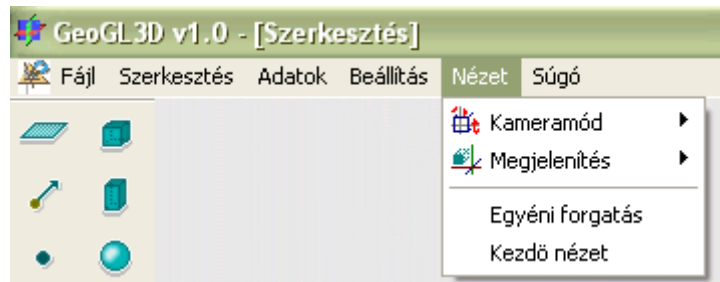 GeoGL3D v1.0 - [Szerkesztés]
Fájl Szerkesztés Adatok Beállítás Nézet Súgó
Kameramód
Megjelenítés
Egyéni forgatás
Kezdö nézet